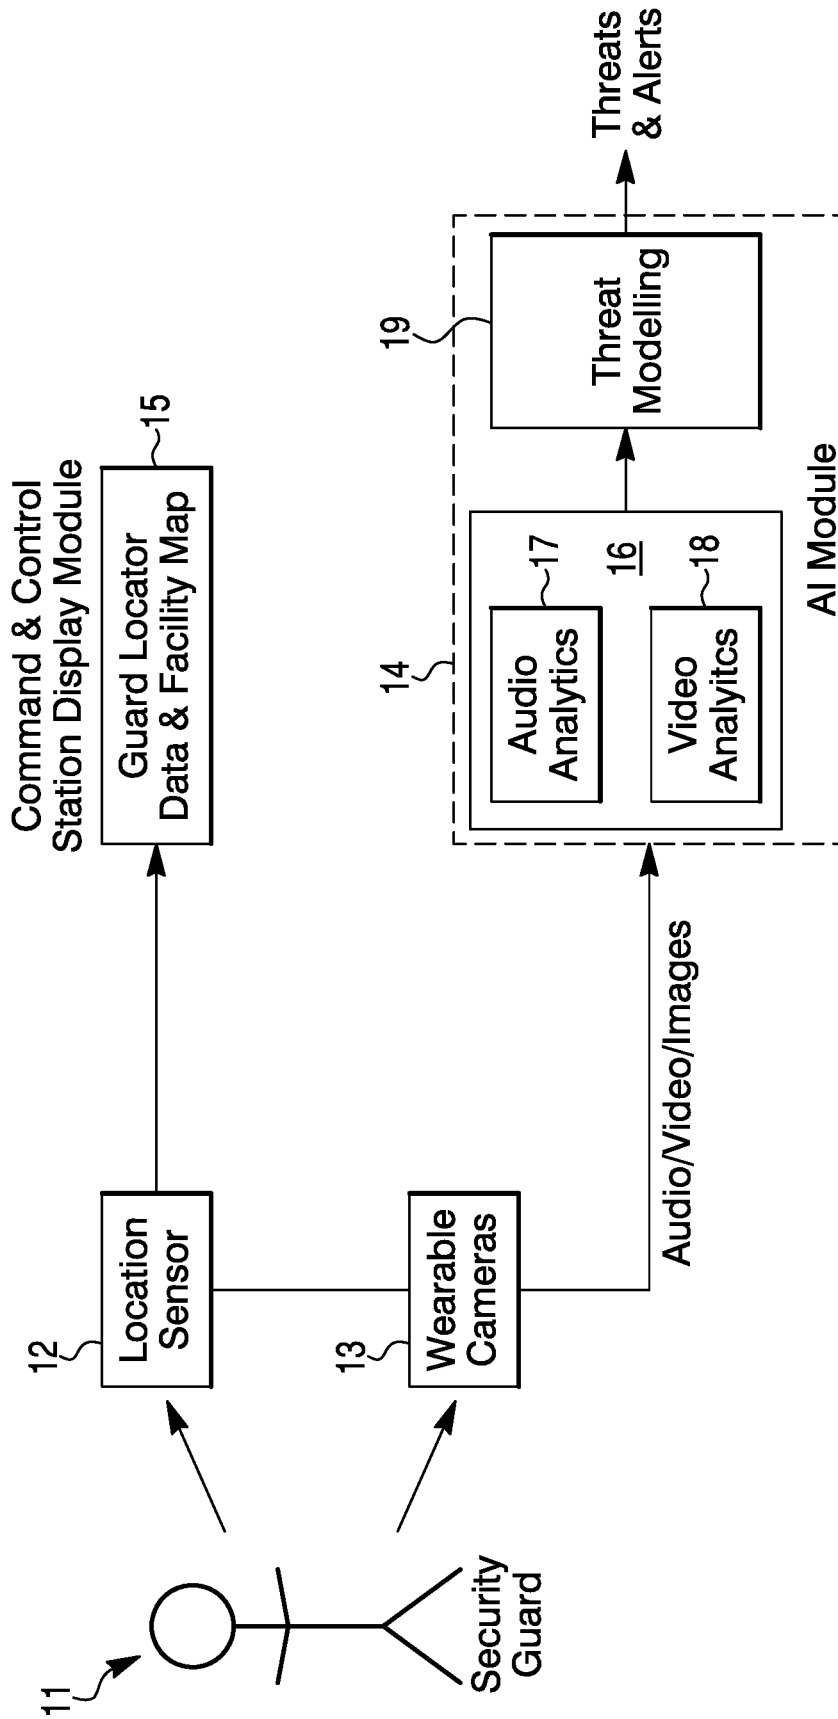 11
Security
Guard
12
Location
Sensor
13
Wearable
Cameras
Audio/Video/Images
Command & Control
Station Display Module
Guard Locator
Data & Facility Map
15
14
Audio
Analytics
17
16
Video
Analyitcs
18
19
Threat
Modelling
AI Module
Threats
& Alerts